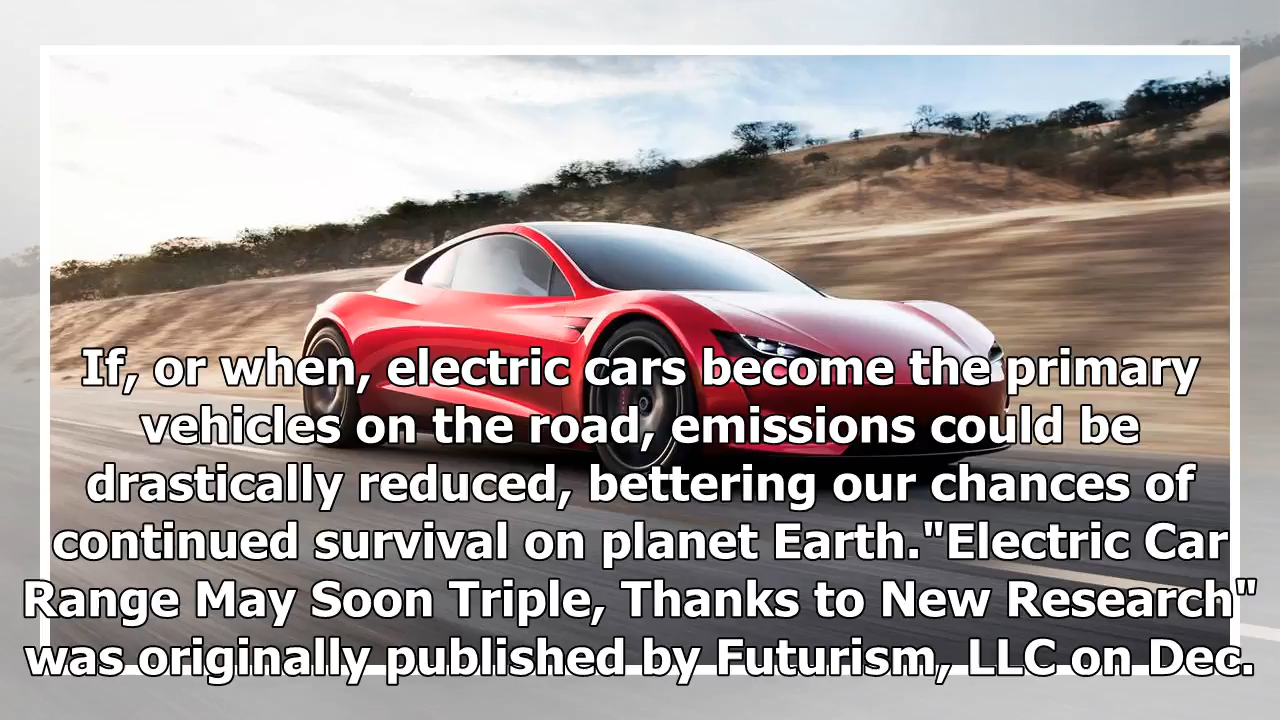 If, or when, electric cars become the primary
vehicles on the road, emissions could be
drastically reduced, bettering our chances of
continued survival on planet Earth."Electric Car
Range May Soon Triple, Thanks to New Research"
was originally published by Futurism, LLC on Dec.